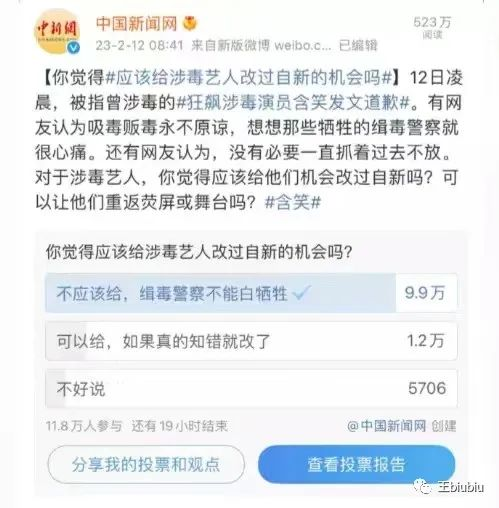 中新网
中国新闻网
523万
阅读
23-2-12 08:41 来自新版微博 weibo.c... 已编辑
【你觉得#应该给涉毒艺人改过自新的机会吗#】12日凌
晨，被指曾涉毒的#狂飙涉毒演员含笑发文道歉#。有网
友认为吸毒贩毒永不原谅，想想那些牺牲的缉毒警察就
很心痛。还有网友认为，没有必要一直抓着过去不放。
对于涉毒艺人，你觉得应该给他们机会改过自新吗？可
以让他们重返荧屏或舞台吗？#含笑#
你觉得应该给涉毒艺人改过自新的机会吗？
不应该给，缉毒警察不能白牺牲 9.9万
可以给，如果真的知错就改了 1.2万
不好说 5706
11.8万人参与 还有19小时结束 @中国新闻网 创建
分享我的投票和观点 查看投票报告
王biubiu